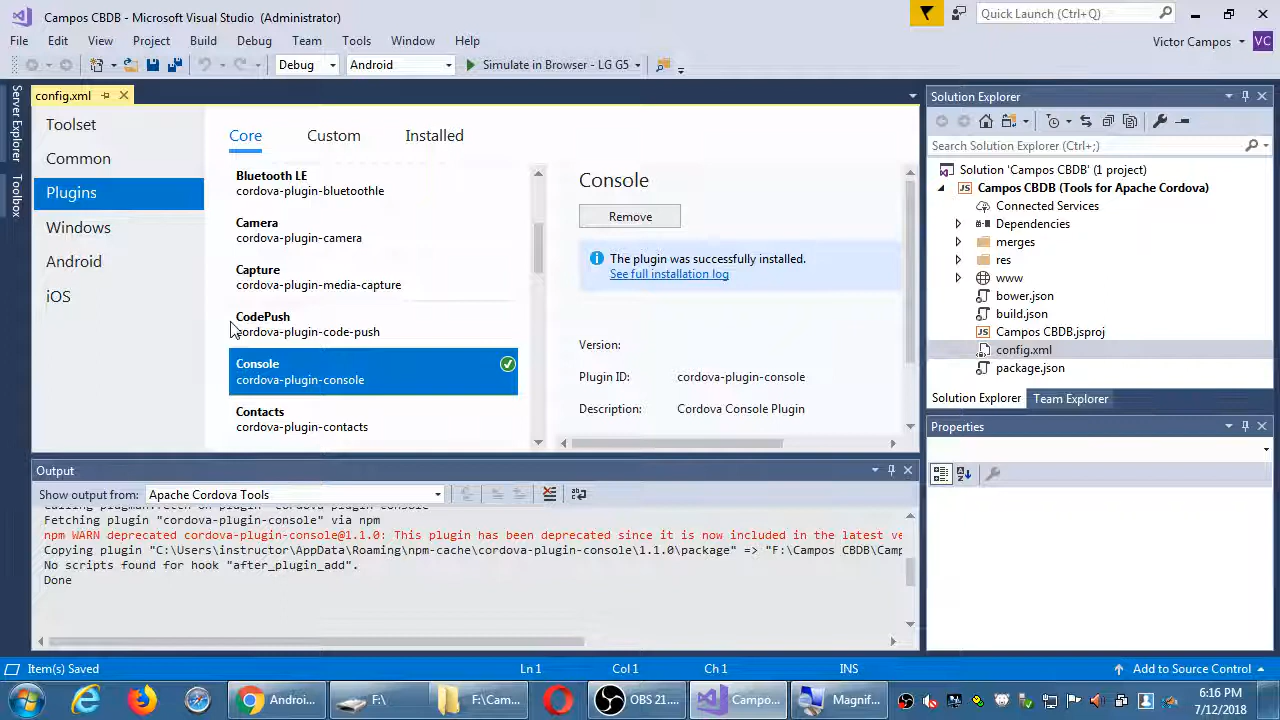 Campos CBDB - Microsoft Visual Studio (Administrator)
Quick Launch (Ctrl+Q)
File Edit View Project Build Debug Team Tools Window Help
Victor Campos VC
Debug Android Simulate in Browser - LG G5
Server Explorer
Toolbox
config.xml
Toolset
Common
Plugins
Windows
Android
iOS
Core Custom Installed
Bluetooth LE
cordova-plugin-bluetoothle
Camera
cordova-plugin-camera
Capture
cordova-plugin-media-capture
CodePush
cordova-plugin-code-push
Console
cordova-plugin-console
Contacts
cordova-plugin-contacts
Console
Remove
The plugin was successfully installed.
See full installation log
Version:
Plugin ID: cordova-plugin-console
Description: Cordova Console Plugin
Solution Explorer
Search Solution Explorer (Ctrl+;)
Solution 'Campos CBDB' (1 project)
Campos CBDB (Tools for Apache Cordova)
Connected Services
Dependencies
merges
res
www
bower.json
build.json
Campos CBDB.jsproj
config.xml
package.json
Solution Explorer Team Explorer
Properties
Output
Show output from: Apache Cordova Tools
Fetching plugin "cordova-plugin-console" via npm
npm WARN deprecated cordova-plugin-console@1.1.0: This plugin has been deprecated since it is now included in the latest ve
Copying plugin "C:\Users\instructor\AppData\Roaming\npm-cache\cordova-plugin-console\1.1.0\package" => "F:\Campos CBDB\Camp
No scripts found for hook "after_plugin_add".
Done
Item(s) Saved Ln 1 Col 1 Ch 1 INS Add to Source Control
Androi... F:\ F:\Cam... OBS 21.... Campo... Magnif...
6:16 PM
7/12/2018